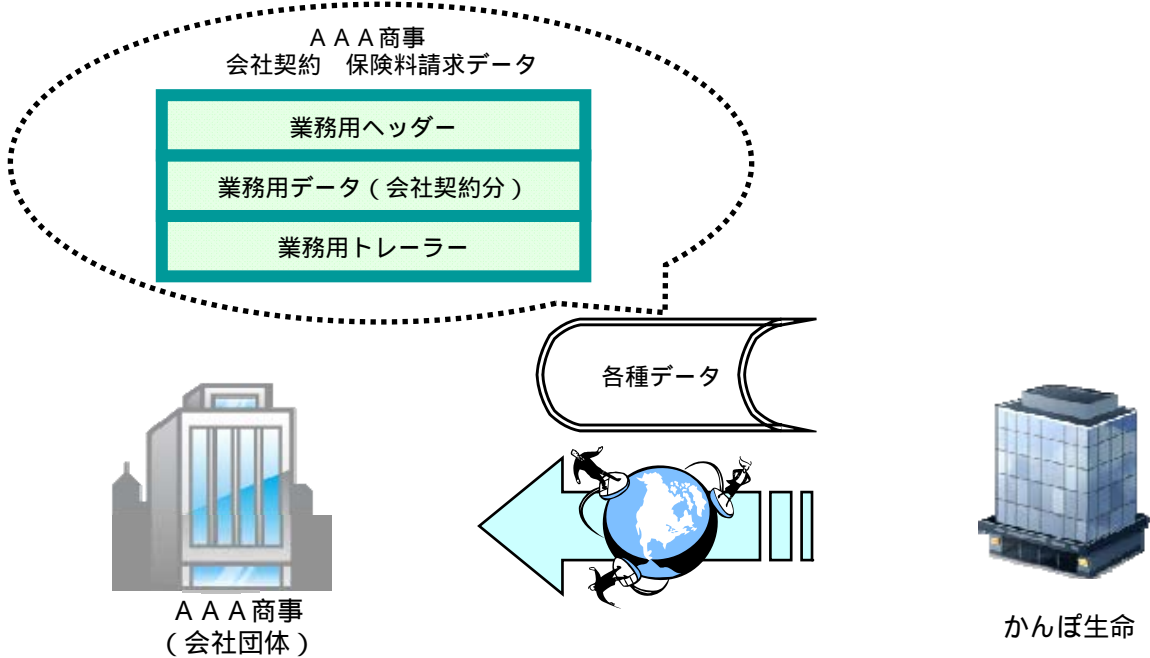 ＡＡＡ商事
会社契約　保険料請求データ
業務用ヘッダー
業務用データ（会社契約分）
業務用トレーラー
各種データ
ＡＡＡ商事
（会社団体）
かんぽ生命